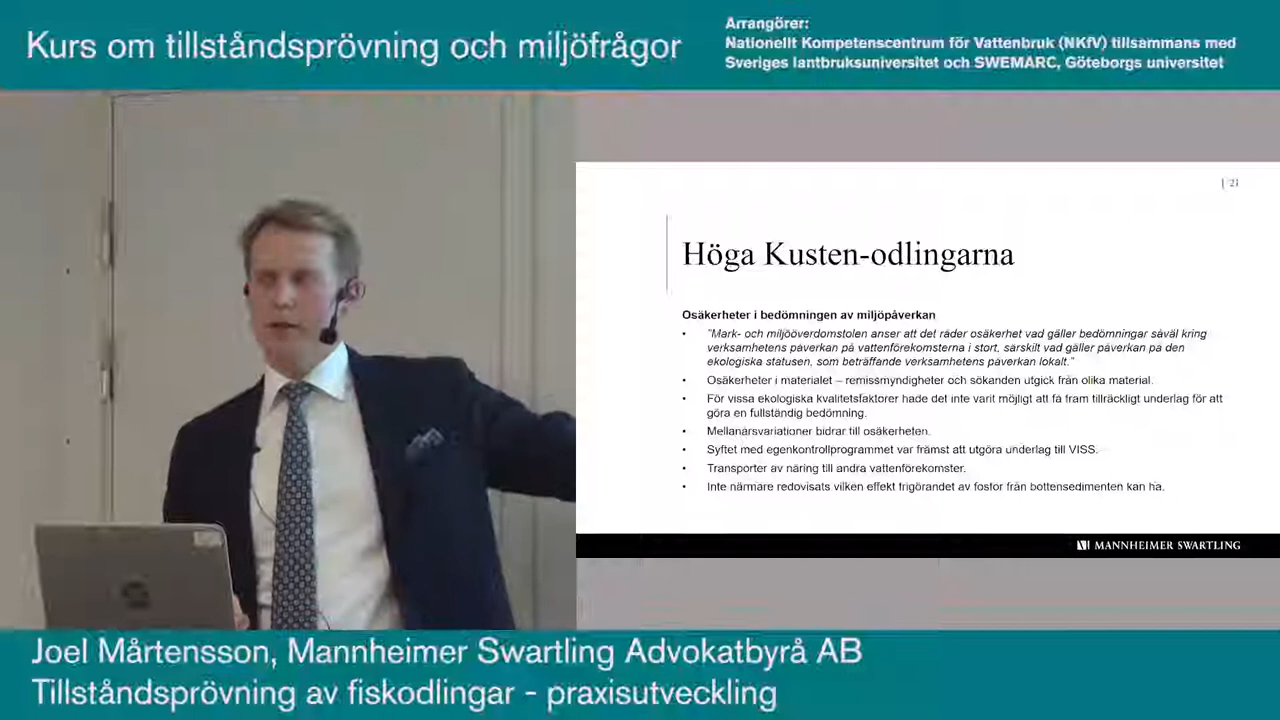 Kurs om tillståndsprövning och miljöfrågor
Arrangörer:
Nationellt Kompetenscentrum för Vattenbruk (NKfV) tillsammans med
Sveriges lantbruksuniversitet och SWEMARC, Göteborgs universitet
| 21
Höga Kusten-odlingarna
Osäkerheter i bedömningen av miljöpåverkan
• "Mark- och miljööverdomstolen anser att det råder osäkerhet vad gäller bedömningar såväl kring
verksamhetens påverkan på vattenförekomsterna i stort, särskilt vad gäller påverkan på den
ekologiska statusen, som beträffande verksamhetens påverkan lokalt."
• Osäkerheter i materialet – remissmyndigheter och sökanden utgick från olika material.
• För vissa ekologiska kvalitetsfaktorer hade det inte varit möjligt att få fram tillräckligt underlag för att
göra en fullständig bedömning.
• Mellanårsvariationer bidrar till osäkerheten.
• Syftet med egenkontrollprogrammet var främst att utgöra underlag till VISS.
• Transporter av näring till andra vattenförekomster.
• Inte närmare redovisats vilken effekt frigörandet av fosfor från bottensedimenten kan ha.
MANNHEIMER SWARTLING
Joel Mårtensson, Mannheimer Swartling Advokatbyrå AB
Tillståndsprövning av fiskodlingar - praxisutveckling